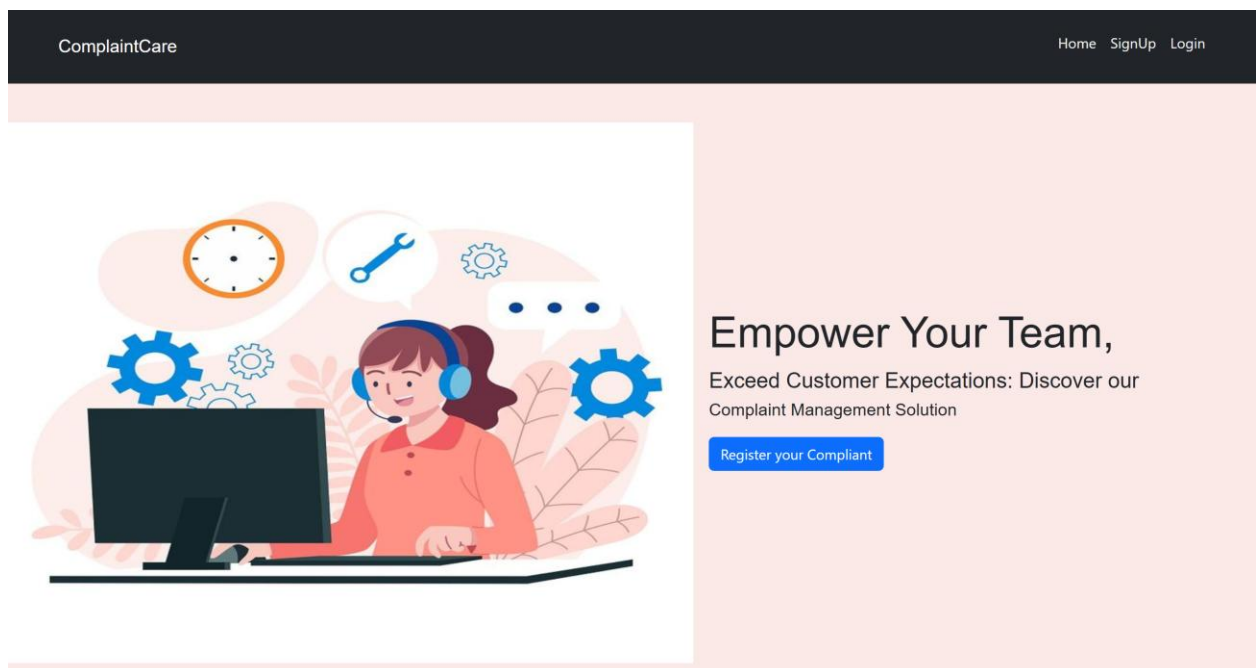 ComplaintCare
Home SignUp Login
Empower Your Team,
Exceed Customer Expectations: Discover our
Complaint Management Solution
Register your Compliant